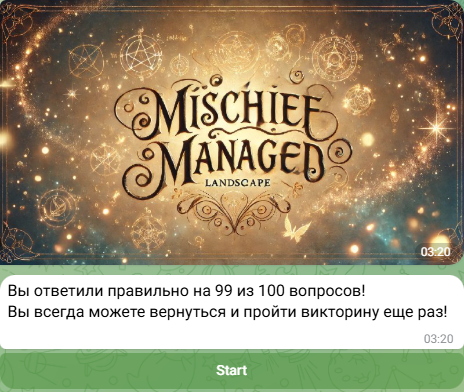 MISCHIEF
MANAGED
LANDSCAPE
03:20
Вы ответили правильно на 99 из 100 вопросов!
Вы всегда можете вернуться и пройти викторину еще раз!
03:20
Start